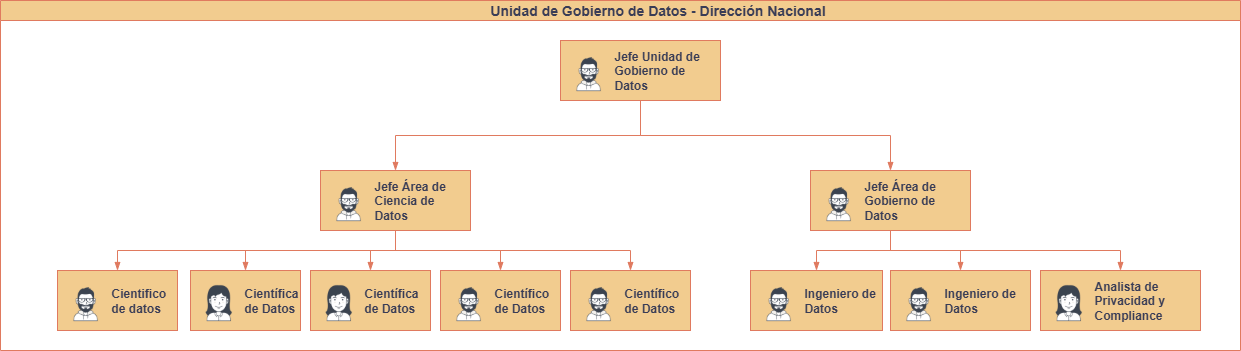 Unidad de Gobierno de Datos - Dirección Nacional
Jefe Unidad de
Gobierno de
Datos
Jefe Área de
Ciencia de
Datos
Jefe Área de
Gobierno de
Datos
Cientifico
de datos
Científica
de Datos
Científica
de Datos
Científico
de Datos
Científico
de Datos
Ingeniero de
Datos
Ingeniero de
Datos
Analista de
Privacidad y
Compliance